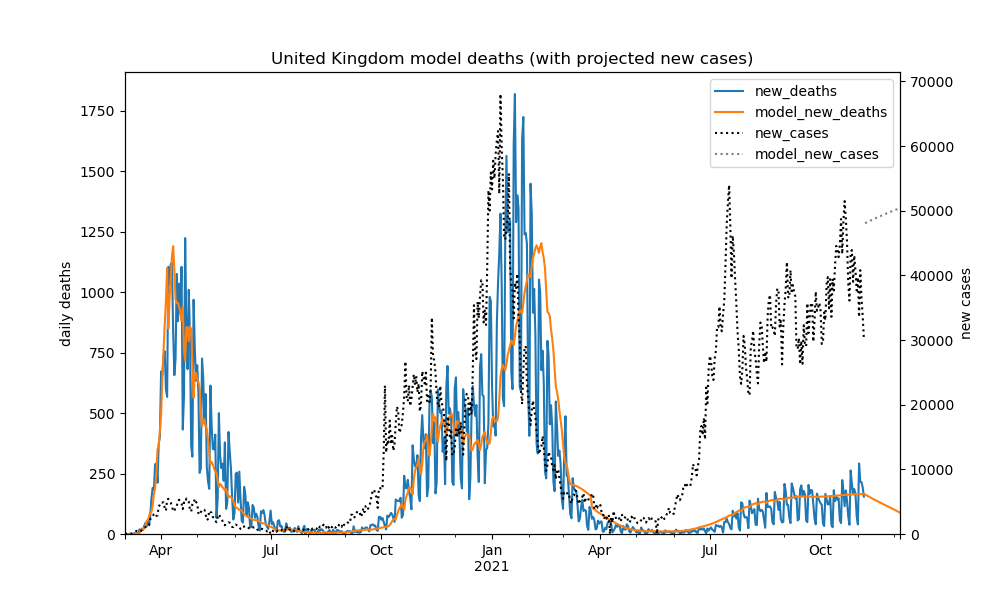 United Kingdom model deaths (with projected new cases)
new_deaths
model_new_deaths
new_cases
model_new_cases
daily deaths
1750
1500
1250
1000
750
500
250
0
70000
60000
50000
40000
30000
20000
10000
0
new cases
Apr Jul Oct Jan Apr Jul Oct
2021